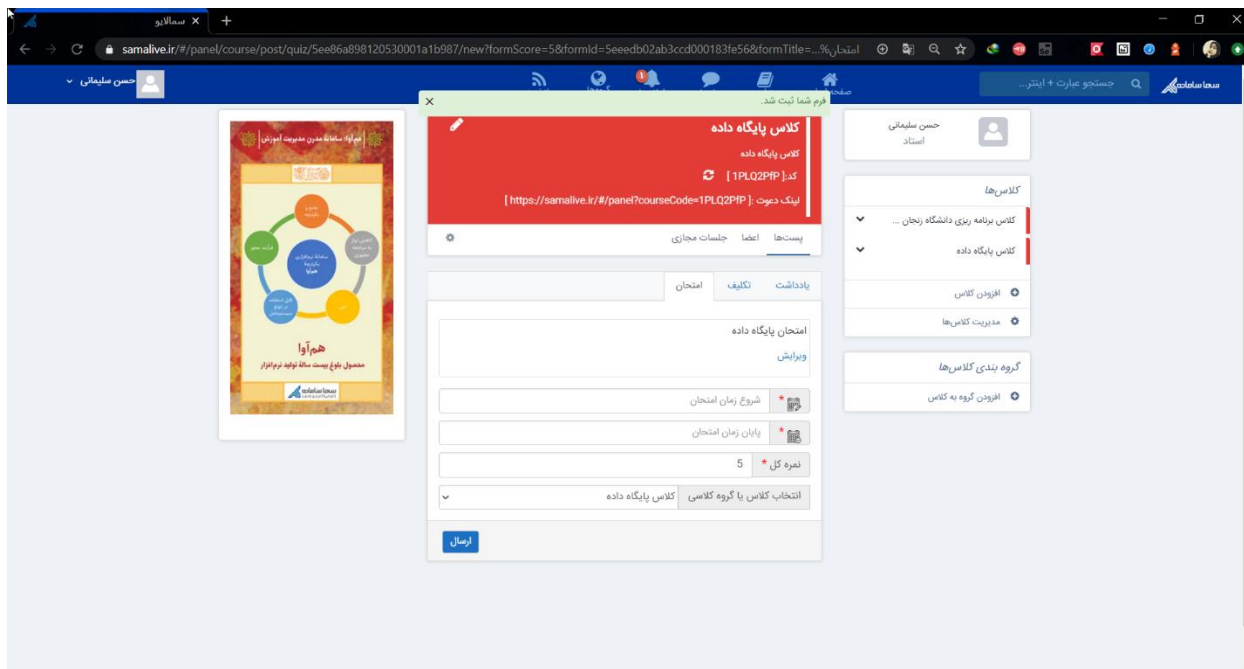 سمالایو
samalive.ir/#/panel/course/post/quiz/5ee86a898120530001a1b987/new?formScore=5&formId=5eeedb02ab3ccd000183fe56&formTitle=...%امتحان
جستجو عبارت + اینتر...
1
حسن سلیمانی
فرم شما ثبت شد.
حسن سلیمانی
استاد
کلاس‌ها
کلاس برنامه ریزی دانشگاه زنجان ...
کلاس پایگاه داده
افزودن کلاس
مدیریت کلاس‌ها
گروه بندی کلاس‌ها
افزودن گروه به کلاس
کلاس پایگاه داده
کلاس پایگاه داده
کد:[ 1PLQ2PfP ]
لینک دعوت :[ https://samalive.ir/#/panel?courseCode=1PLQ2PfP ]
پست‌ها اعضا جلسات مجازی
یادداشت تکلیف امتحان
امتحان پایگاه داده
ویرایش
* شروع زمان امتحان
* پایان زمان امتحان
نمره کل * 5
انتخاب کلاس یا گروه کلاسی کلاس پایگاه داده
ارسال
هم‌آوا؛ سامانهٔ مدرن مدیریت آموزش
هم‌آوا
محصول بلوغ بیست سالهٔ تولید نرم‌افزار